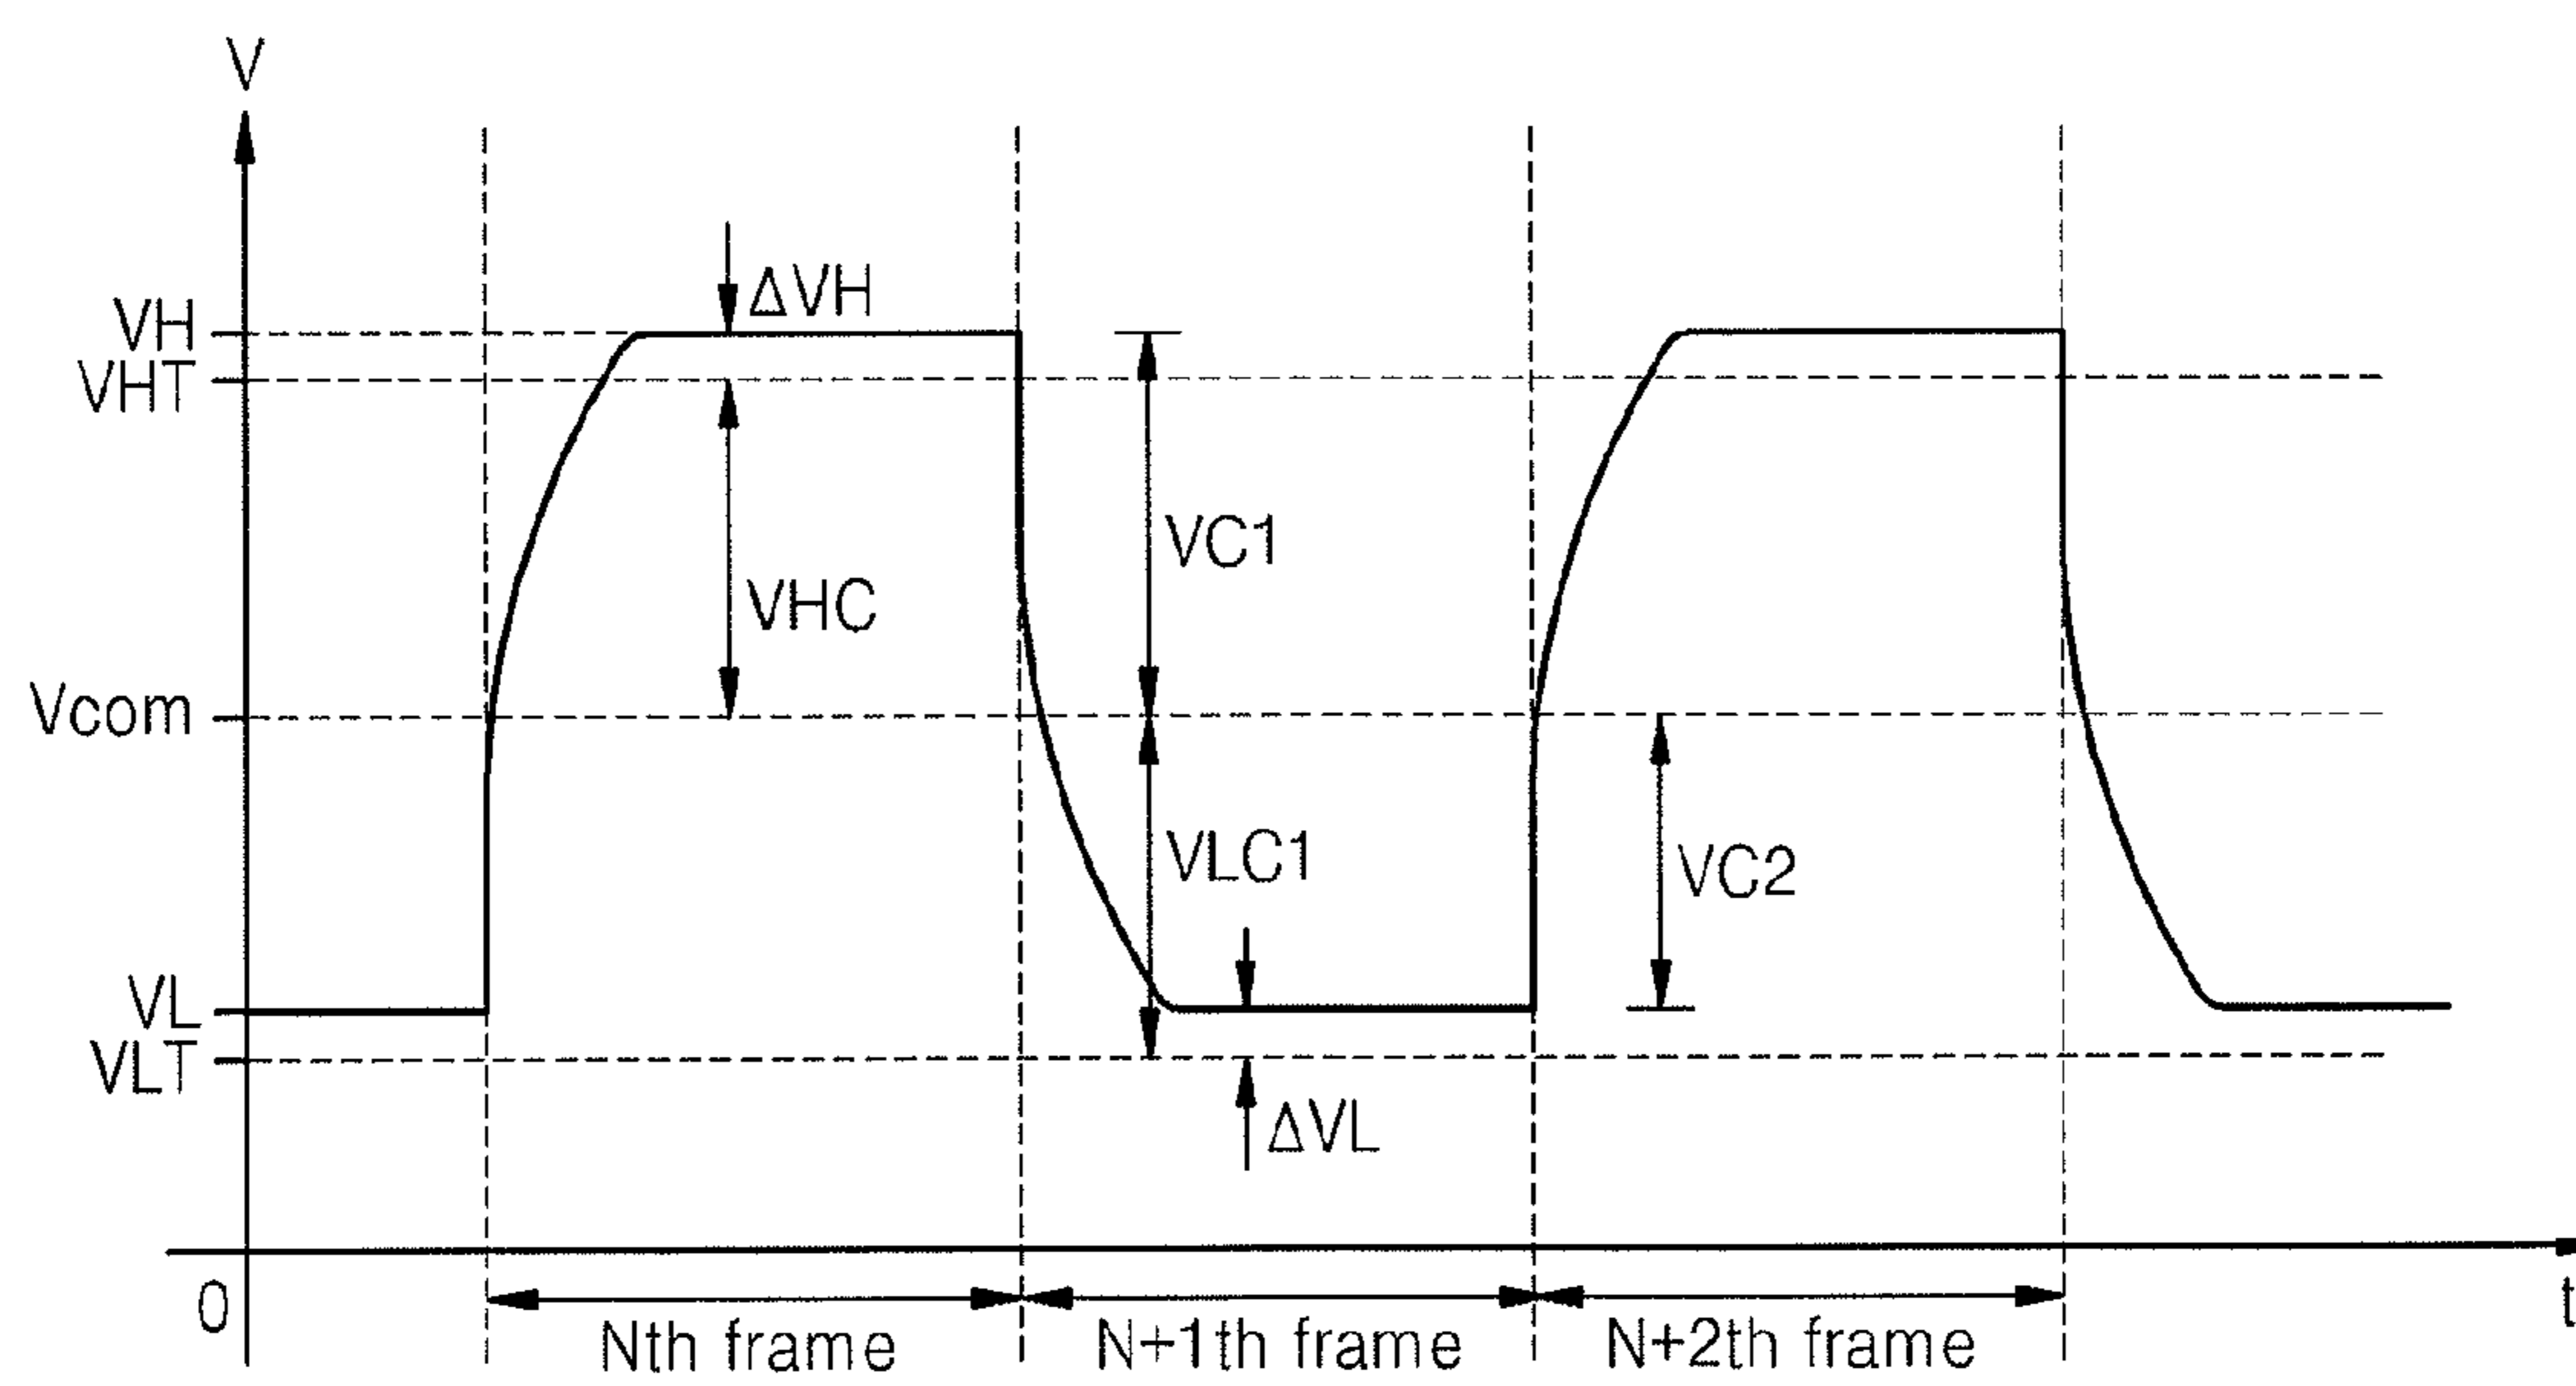 V
ΔVH
VH
VHT
VC1
VHC
Vcom
VLC1
VC2
VL
VLT
ΔVL
0
t
Nth frame
N+1th frame
N+2th frame